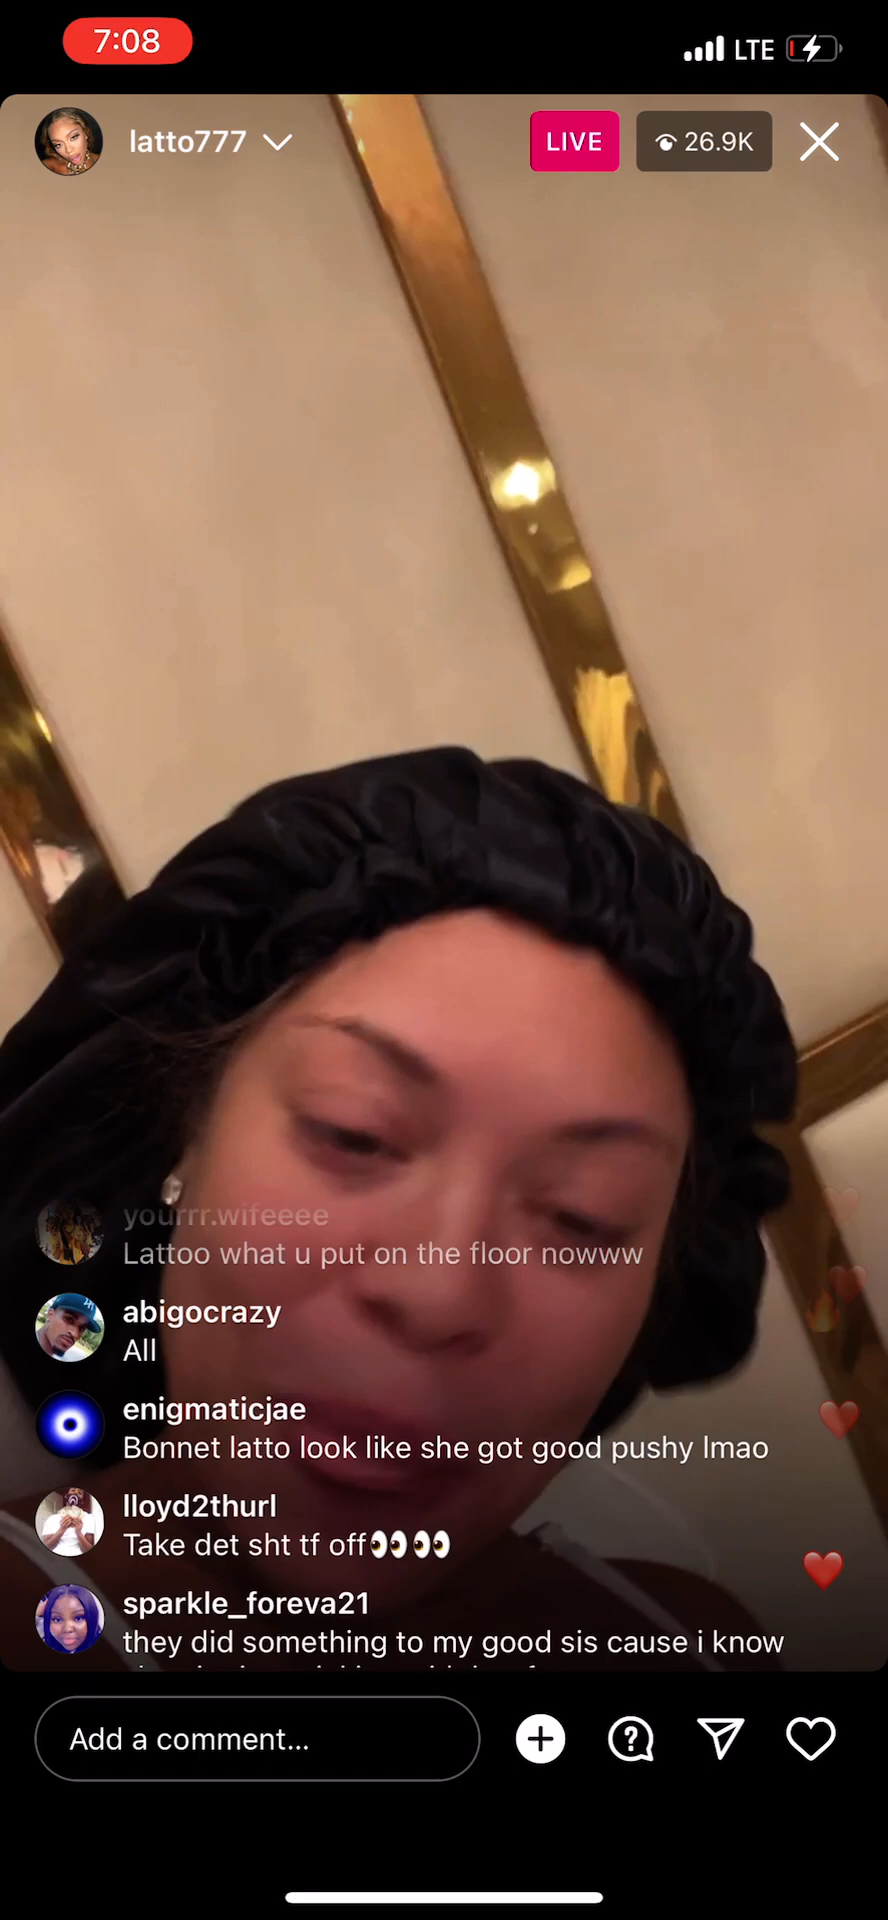 7:08
LTE
latto777
LIVE
26.9K
yourrr.wifeeee
Lattoo what u put on the floor nowww
abigocrazy
All
enigmaticjae
Bonnet latto look like she got good pushy lmao
lloyd2thurl
Take det sht tf off👀👀
sparkle_foreva21
they did something to my good sis cause i know
Add a comment...